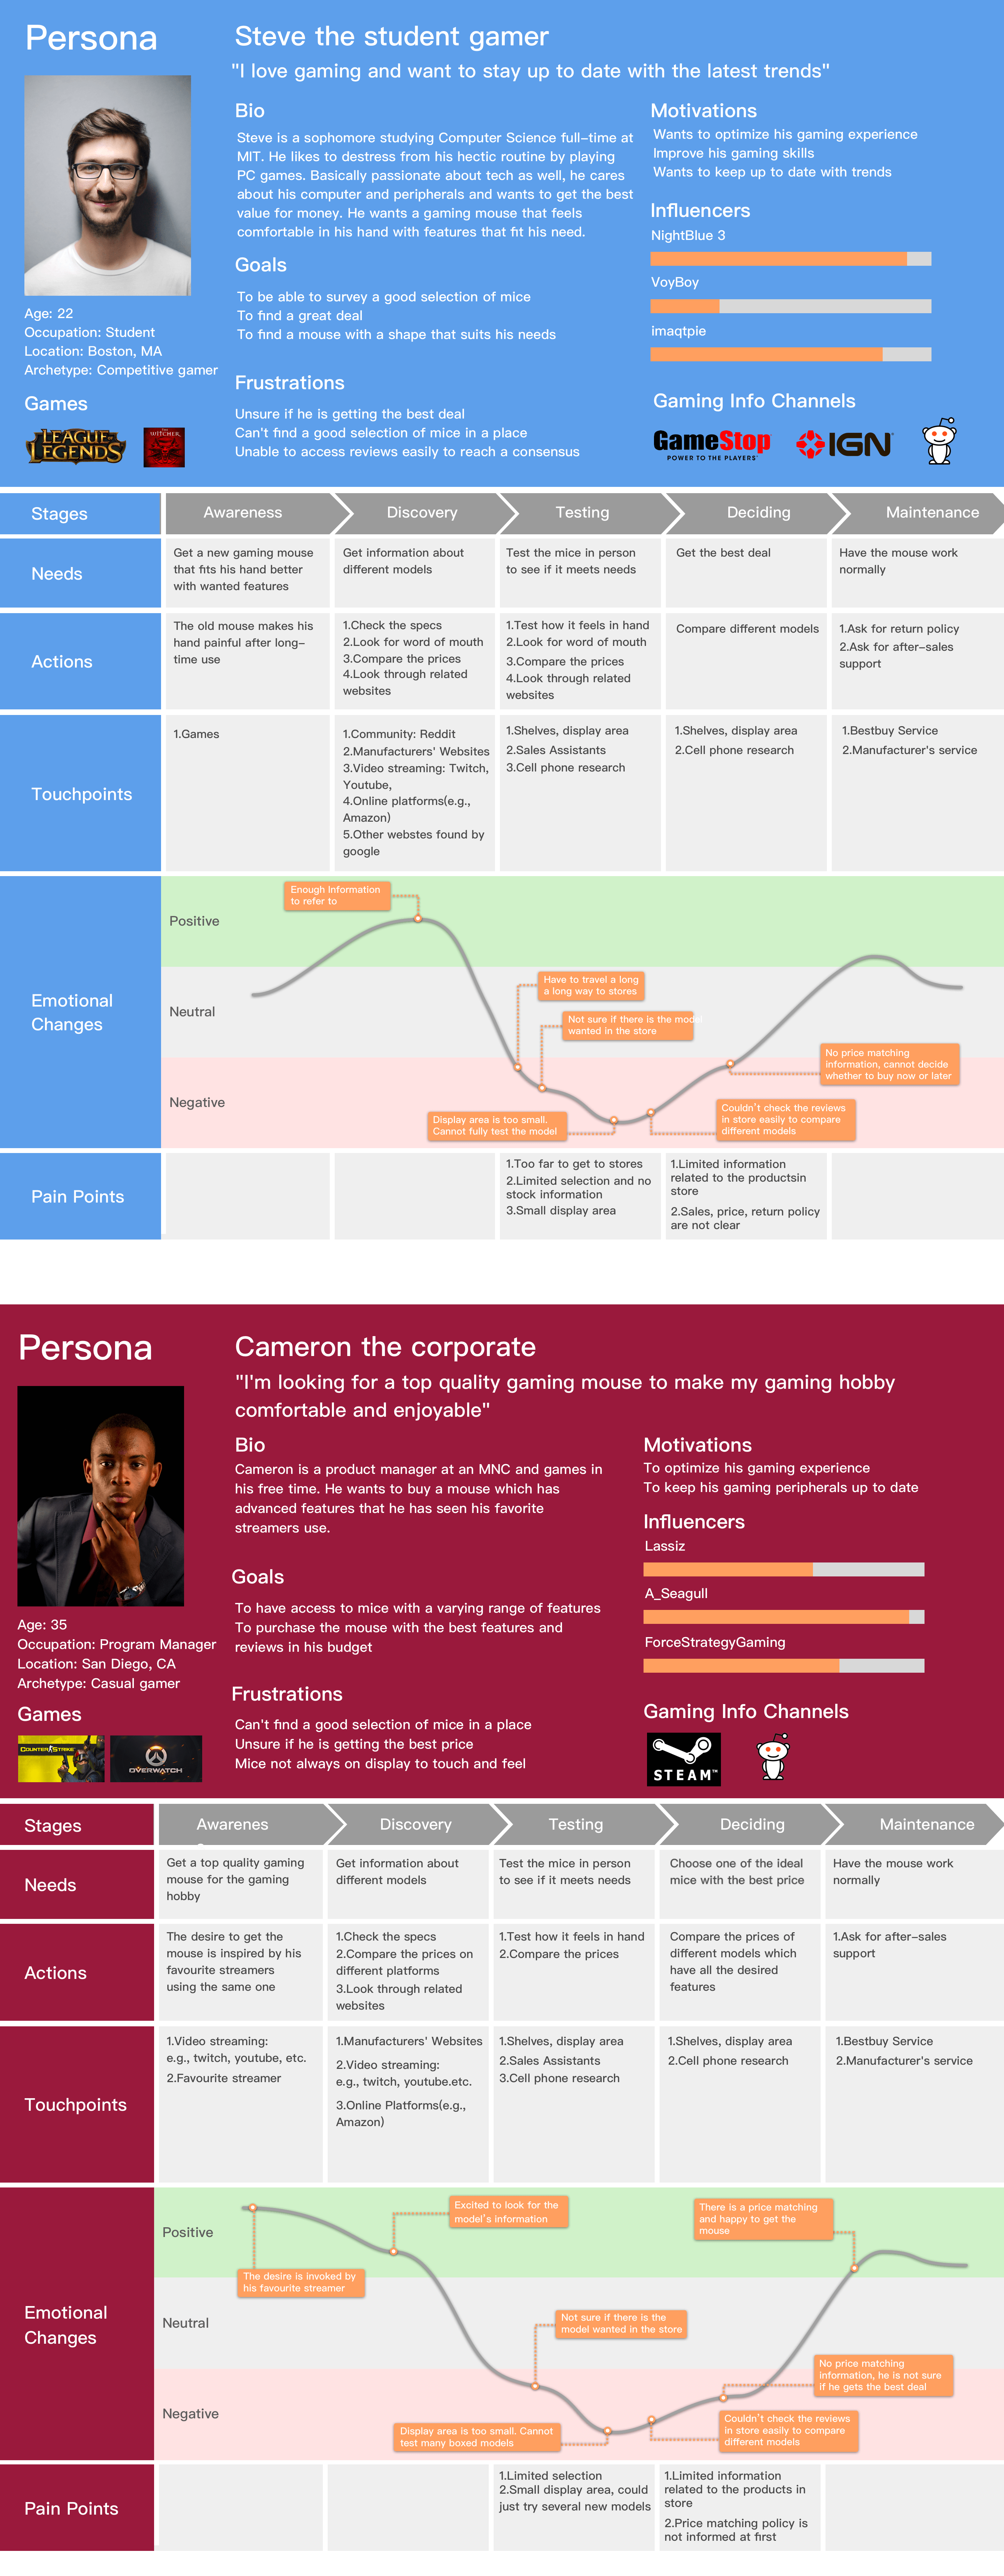 Persona
Steve the student gamer
"I love gaming and want to stay up to date with the latest trends"
Bio
Steve is a sophomore studying Computer Science full-time at
MIT. He likes to destress from his hectic routine by playing
PC games. Basically passionate about tech as well, he cares
about his computer and peripherals and wants to get the best
value for money. He wants a gaming mouse that feels
comfortable in his hand with features that fit his need.
Goals
To be able to survey a good selection of mice
To find a great deal
To find a mouse with a shape that suits his needs
Frustrations
Unsure if he is getting the best deal
Can't find a good selection of mice in a place
Unable to access reviews easily to reach a consensus
Motivations
Wants to optimize his gaming experience
Improve his gaming skills
Wants to keep up to date with trends
Influencers
NightBlue 3
VoyBoy
imaqtpie
Gaming Info Channels
GameStop
POWER TO THE PLAYERS
IGN
Age: 22
Occupation: Student
Location: Boston, MA
Archetype: Competitive gamer
Games
LEAGUE OF
LEGENDS
THE
WITCHER
Stages
Awareness
Discovery
Testing
Deciding
Maintenance
Needs
Get a new gaming mouse
that fits his hand better
with wanted features
Get information about
different models
Test the mice in person
to see if it meets needs
Get the best deal
Have the mouse work
normally
Actions
The old mouse makes his
hand painful after long-
time use
1.Check the specs
2.Look for word of mouth
3.Compare the prices
4.Look through related
websites
1.Test how it feels in hand
2.Look for word of mouth
3.Compare the prices
4.Look through related
websites
Compare different models
1.Ask for return policy
2.Ask for after-sales
support
Touchpoints
1.Games
1.Community: Reddit
2.Manufacturers' Websites
3.Video streaming: Twitch,
Youtube,
4.Online platforms(e.g.,
Amazon)
5.Other webstes found by
google
1.Shelves, display area
2.Sales Assistants
3.Cell phone research
1.Shelves, display area
2.Cell phone research
1.Bestbuy Service
2.Manufacturer's service
Emotional
Changes
Positive
Neutral
Negative
Enough information
to refer to
Have to travel a long
a long way to stores
Not sure if there is the model
wanted in the store
Display area is too small.
Cannot fully test the model
Couldn't check the reviews
in store easily to compare
different models
No price matching
information, cannot decide
whether to buy now or later
Pain Points
1.Too far to get to stores
2.Limited selection and no
stock information
3.Small display area
1.Limited information
related to the productsin
store
2.Sales, price, return policy
are not clear
Persona
Cameron the corporate
"I'm looking for a top quality gaming mouse to make my gaming hobby
comfortable and enjoyable"
Bio
Cameron is a product manager at an MNC and games in
his free time. He wants to buy a mouse which has
advanced features that he has seen his favorite
streamers use.
Goals
To have access to mice with a varying range of features
To purchase the mouse with the best features and
reviews in his budget
Frustrations
Can't find a good selection of mice in a place
Unsure if he is getting the best price
Mice not always on display to touch and feel
Motivations
To optimize his gaming experience
To keep his gaming peripherals up to date
Influencers
Lassiz
A_Seagull
ForceStrategyGaming
Gaming Info Channels
STEAM™
Age: 35
Occupation: Program Manager
Location: San Diego, CA
Archetype: Casual gamer
Games
COUNTER STRIKE
OVERWATCH
Stages
Awarenes
Discovery
Testing
Deciding
Maintenance
Needs
Get a top quality gaming
mouse for the gaming
hobby
Get information about
different models
Test the mice in person
to see if it meets needs
Choose one of the ideal
mice with the best price
Have the mouse work
normally
Actions
The desire to get the
mouse is inspired by his
favourite streamers
using the same one
1.Check the specs
2.Compare the prices on
different platforms
3.Look through related
websites
1.Test how it feels in hand
2.Compare the prices
Compare the prices of
different models which
have all the desired
features
1.Ask for after-sales
support
Touchpoints
1.Video streaming:
e.g., twitch, youtube, etc.
2.Favourite streamer
1.Manufacturers' Websites
2.Video streaming:
e.g., twitch, youtube.etc.
3.Online Platforms(e.g.,
Amazon)
1.Shelves, display area
2.Sales Assistants
3.Cell phone research
1.Shelves, display area
2.Cell phone research
1.Bestbuy Service
2.Manufacturer's service
Emotional
Changes
Positive
Neutral
Negative
The desire is invoked by
his favourite streamer
Excited to look for the
model's information
Not sure if there is the
model wanted in the store
Display area is too small. Cannot
test many boxed models
Couldn't check the reviews
in store easily to compare
different models
No price matching
information, he is not sure
if he gets the best deal
There is a price matching
and happy to get the
mouse
Pain Points
1.Limited selection
2.Small display area, could
just try several new models
1.Limited information
related to the products in
store
2.Price matching policy is
not informed at first